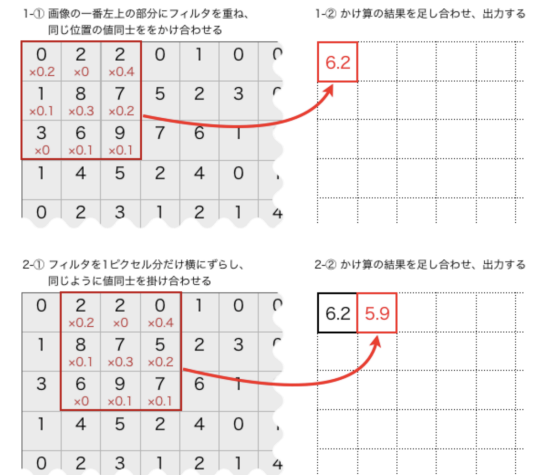 1-① 画像の一番左上の部分にフィルタを重ね、
同じ位置の値同士ををかけ合わせる
1-② かけ算の結果を足し合わせ、出力する
0 2 2 0 1 0 0
×0.2 ×0 ×0.4
6.2
1 8 7 5 2 3 0
×0.1 ×0.3 ×0.2
3 6 9 7 6 1
×0 ×0.1 ×0.1
1 4 5 2 4 0
0 2 3 1 2 1 4
2-① フィルタを1ピクセル分だけ横にずらし、
同じように値同士を掛け合わせる
2-② かけ算の結果を足し合わせ、出力する
0 2 2 0 1 0 0
×0.2 ×0 ×0.4
6.2 5.9
1 8 7 5 2 3 0
×0.1 ×0.3 ×0.2
3 6 9 7 6 1
×0 ×0.1 ×0.1
1 4 5 2 4 0
0 2 3 1 2 1 4